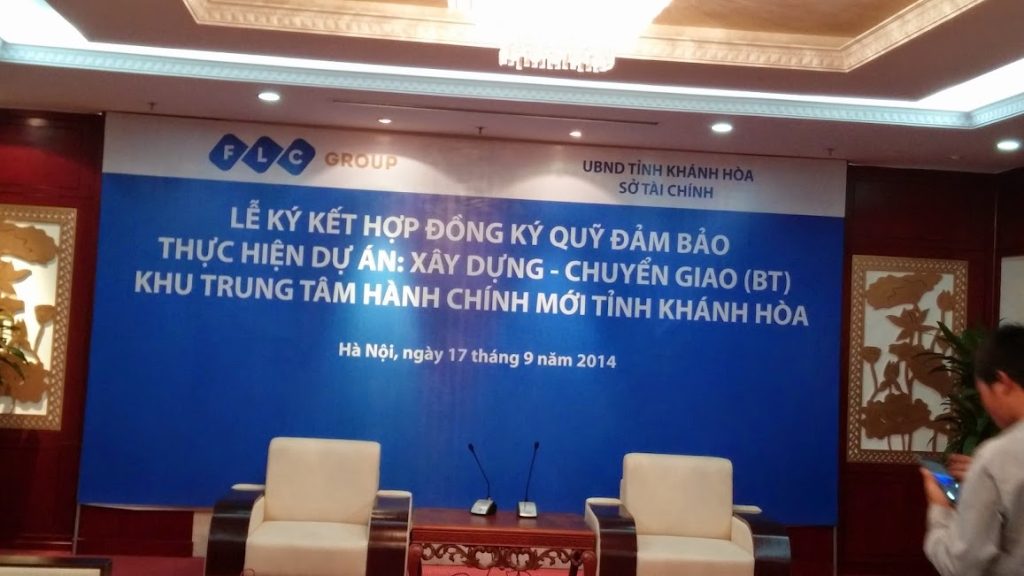 FLC GROUP
UBND TỈNH KHÁNH HÒA
SỞ TÀI CHÍNH
LỄ KÝ KẾT HỢP ĐỒNG KÝ QUỸ ĐẢM BẢO
THỰC HIỆN DỰ ÁN: XÂY DỰNG - CHUYỂN GIAO (BT)
KHU TRUNG TÂM HÀNH CHÍNH MỚI TỈNH KHÁNH HÒA
Hà Nội, ngày 17 tháng 9 năm 2014